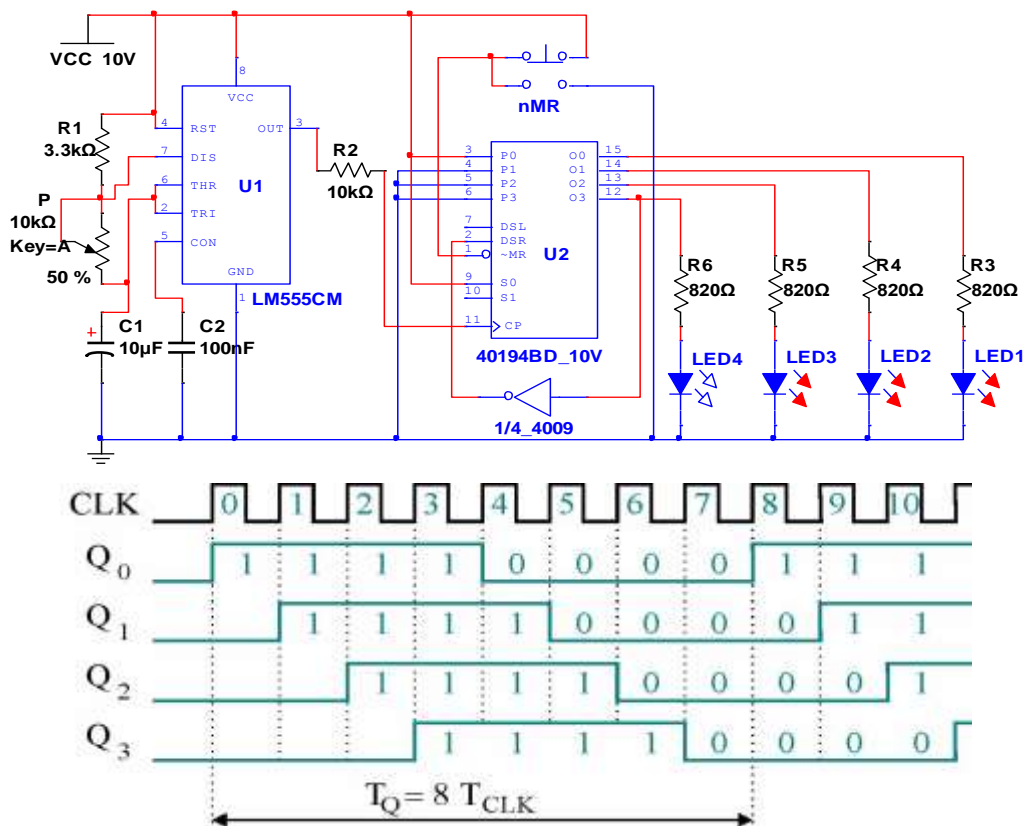 VCC 10V
8
VCC
nMR
R1
3.3kΩ
4
RST
OUT
3
7
DIS
R2
10kΩ
P
10kΩ
Key=A
50 %
6
THR
U1
2
TRI
5
CON
GND
1
LM555CM
C1
10µF
+
C2
100nF
3
P0
O0
15
4
P1
O1
14
5
P2
O2
13
6
P3
O3
12
7
DSL
2
DSR
1
~MR
U2
9
S0
10
S1
11
CP
40194BD_10V
1/4_4009
R6
820Ω
R5
820Ω
R4
820Ω
R3
820Ω
LED4
LED3
LED2
LED1
CLK 0 1 2 3 4 5 6 7 8 9 10
Q0 1 1 1 1 0 0 0 0 1 1 1
Q1 1 1 1 1 0 0 0 0 1 1
Q2 1 1 1 1 0 0 0 0 1
Q3 1 1 1 1 0 0 0 0
TQ = 8 TCLK